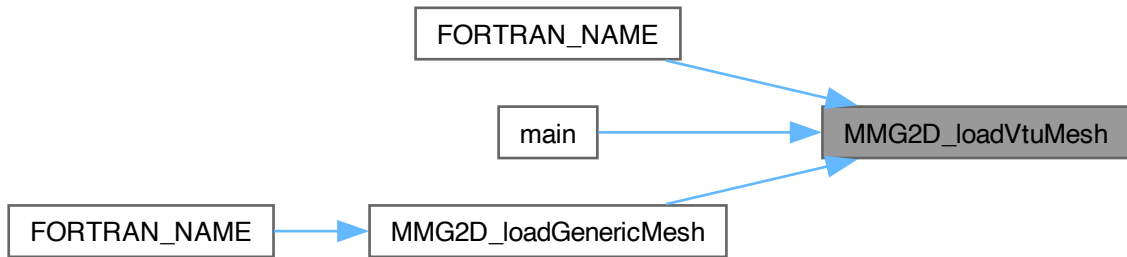 FORTRAN_NAME
main
MMG2D_loadVtuMesh
FORTRAN_NAME
MMG2D_loadGenericMesh